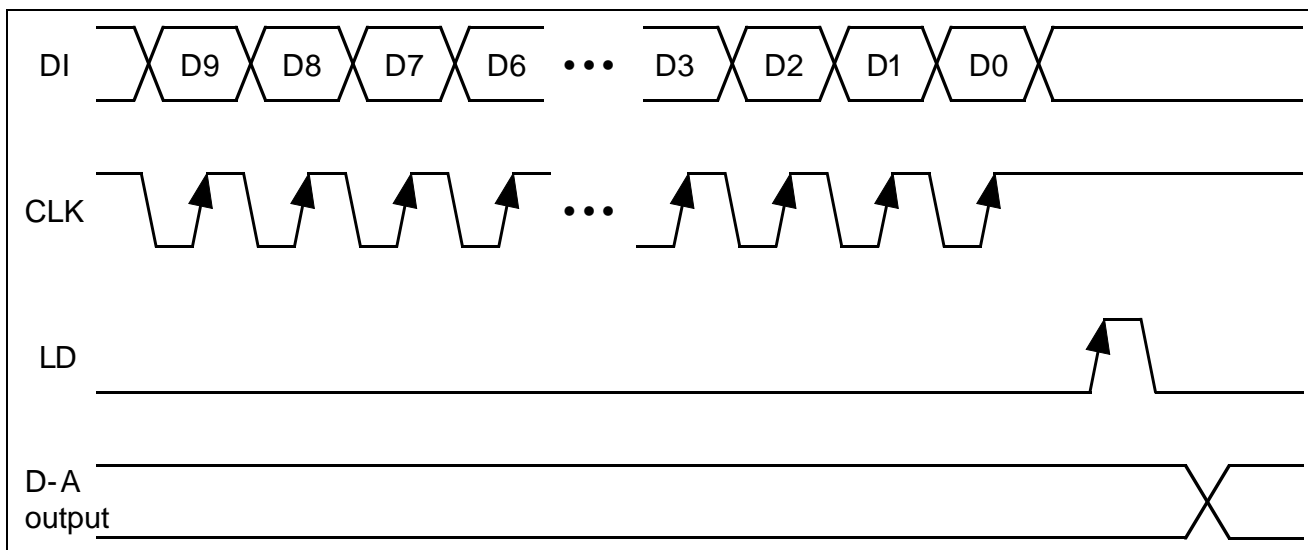 DI D9 D8 D7 D6 ••• D3 D2 D1 D0
CLK •••
LD
D-A
output